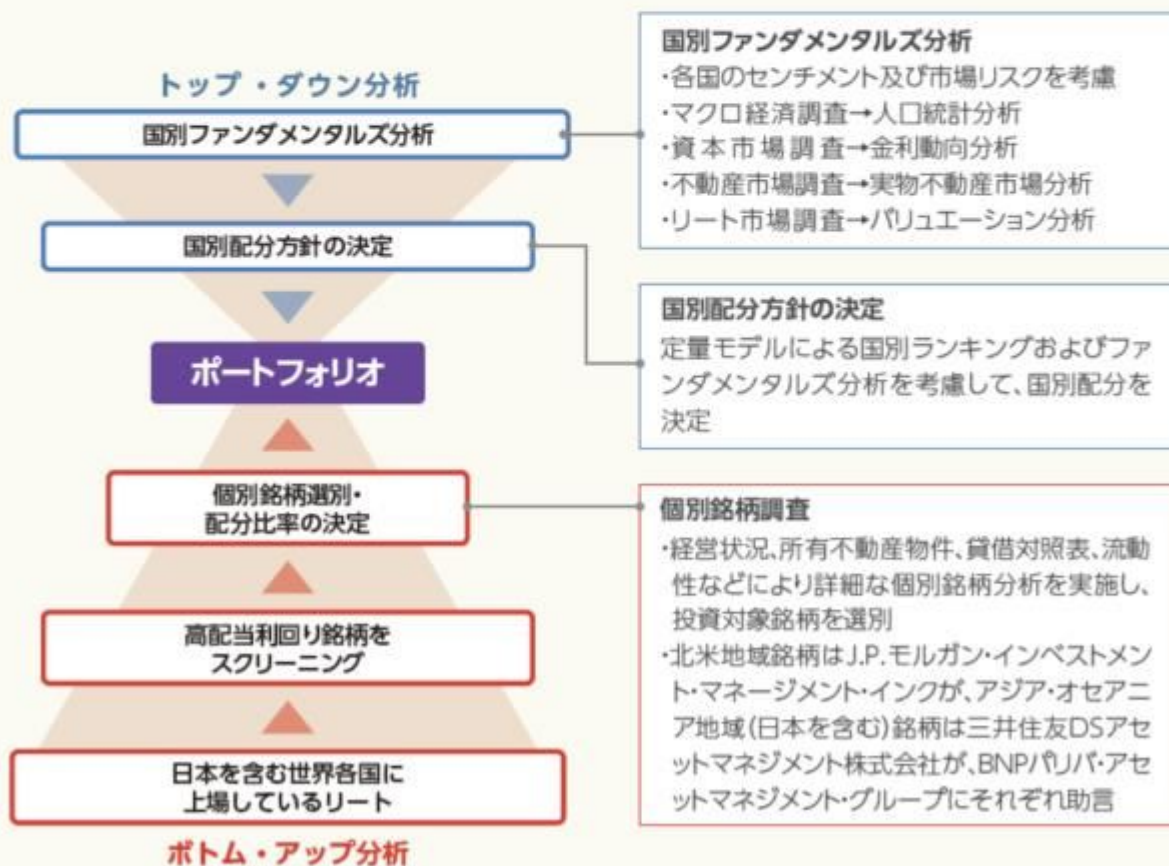 トップ・ダウン分析
国別ファンダメンタルズ分析
国別配分方針の決定
ポートフォリオ
個別銘柄選別・
配分比率の決定
高配当利回り銘柄を
スクリーニング
日本を含む世界各国に
上場しているリート
ボトム・アップ分析
国別ファンダメンタルズ分析
・各国のセンチメント及び市場リスクを考慮
・マクロ経済調査→人口統計分析
・資本市場調査→金利動向分析
・不動産市場調査→実物不動産市場分析
・リート市場調査→バリュエーション分析
国別配分方針の決定
定量モデルによる国別ランキングおよびファ
ンダメンタルズ分析を考慮して、国別配分を
決定
個別銘柄調査
・経営状況、所有不動産物件、貸借対照表、流動
性などにより詳細な個別銘柄分析を実施し、
投資対象銘柄を選別
・北米地域銘柄はJ.P.モルガン・インベストメン
ト・マネージメント・インクが、アジア・オセアニ
ア地域(日本を含む)銘柄は三井住友DSアセ
ットマネジメント株式会社が、BNPパリバ・アセ
ットマネジメント・グループにそれぞれ助言